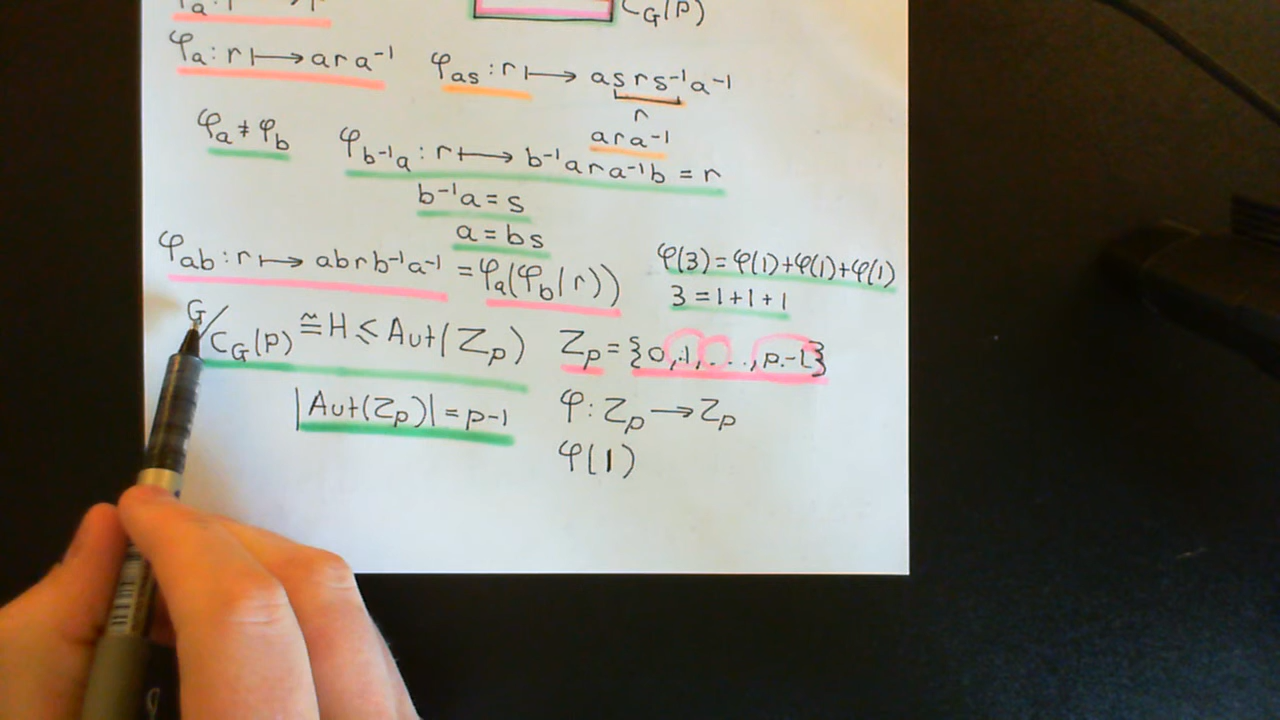 C_G(P)
φ_a : r ↦ ara⁻¹ φ_as : r ↦ asrs⁻¹a⁻¹
r
ara⁻¹
φ_a ≠ φ_b φ_b⁻¹a : r ↦ b⁻¹ara⁻¹b = r
b⁻¹a = s
a = bs
φ_ab : r ↦ abrb⁻¹a⁻¹ = φ_a(φ_b(r))
φ(3) = φ(1)+φ(1)+φ(1)
3 = 1+1+1
G/C_G(P) ≅ H ≤ Aut(Z_p) Z_p = {0,1,...,p-1}
|Aut(Z_p)| = p-1 φ : Z_p → Z_p
φ(1)